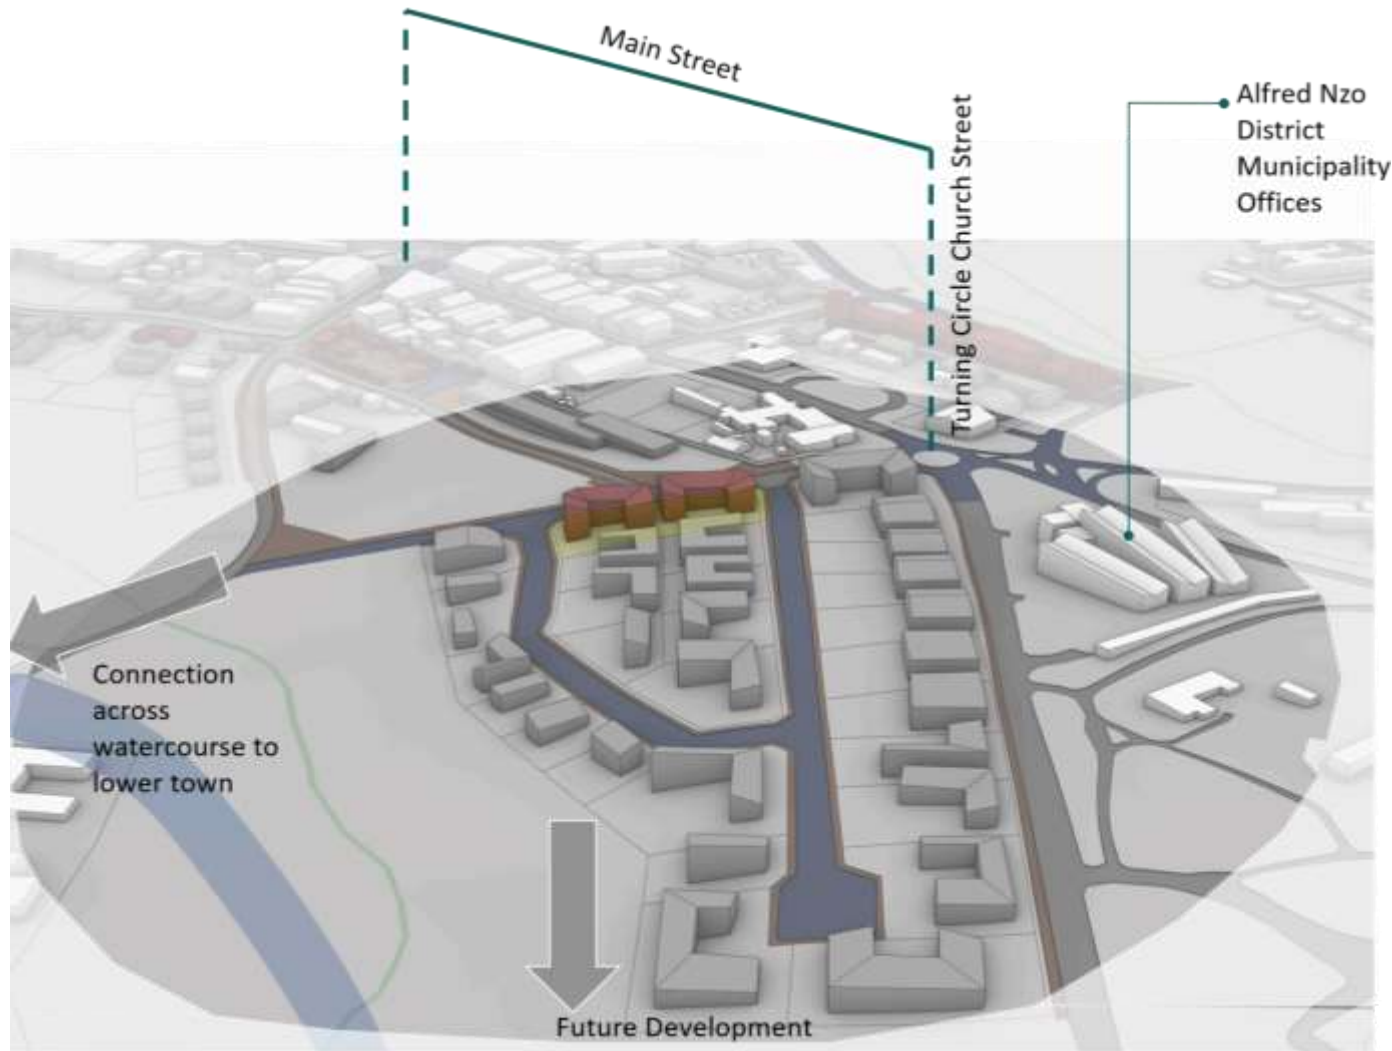 Main Street
Turning Circle Church Street
Alfred Nzo
District
Municipality
Offices
Connection
across
watercourse to
lower town
Future Development